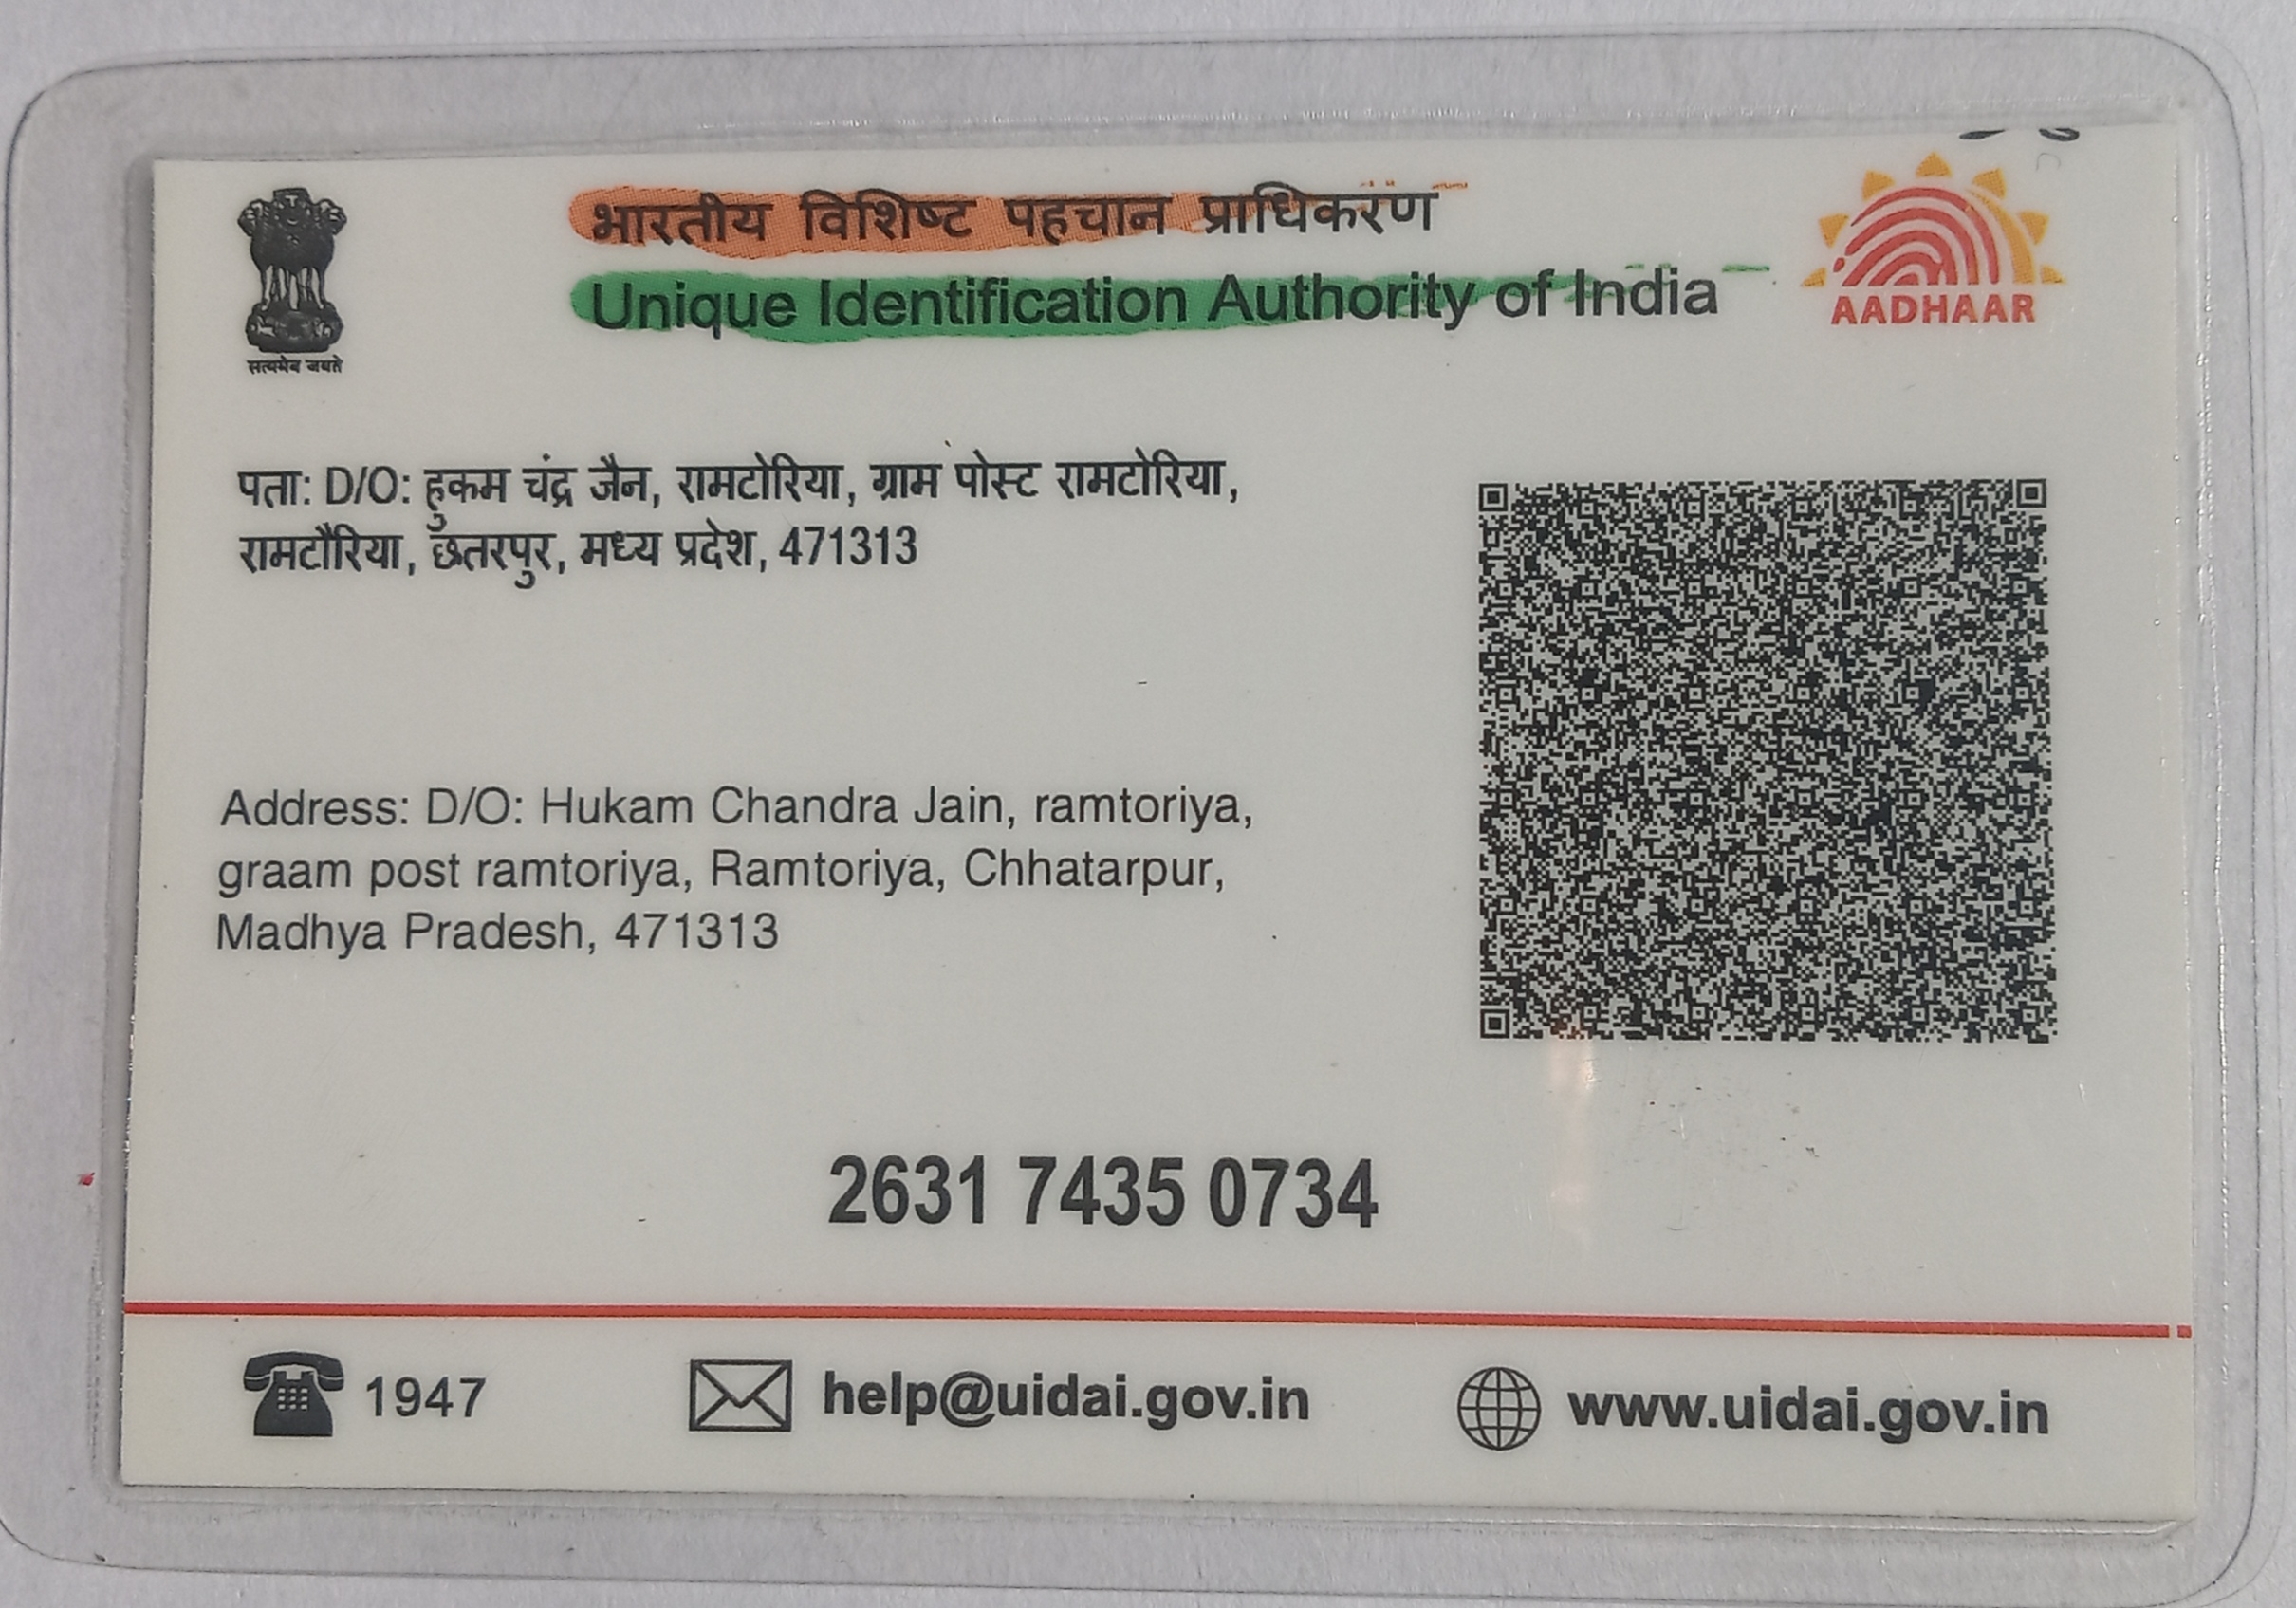 भारतीय विशिष्ट पहचान प्राधिकरण
Unique Identification Authority of India
AADHAAR
सत्यमेव जयते
पता: D/O: हुकम चंद्र जैन, रामटोरिया, ग्राम पोस्ट रामटोरिया,
रामटौरिया, छतरपुर, मध्य प्रदेश, 471313
Address: D/O: Hukam Chandra Jain, ramtoriya,
graam post ramtoriya, Ramtoriya, Chhatarpur,
Madhya Pradesh, 471313
2631 7435 0734
1947
help@uidai.gov.in
www.uidai.gov.in